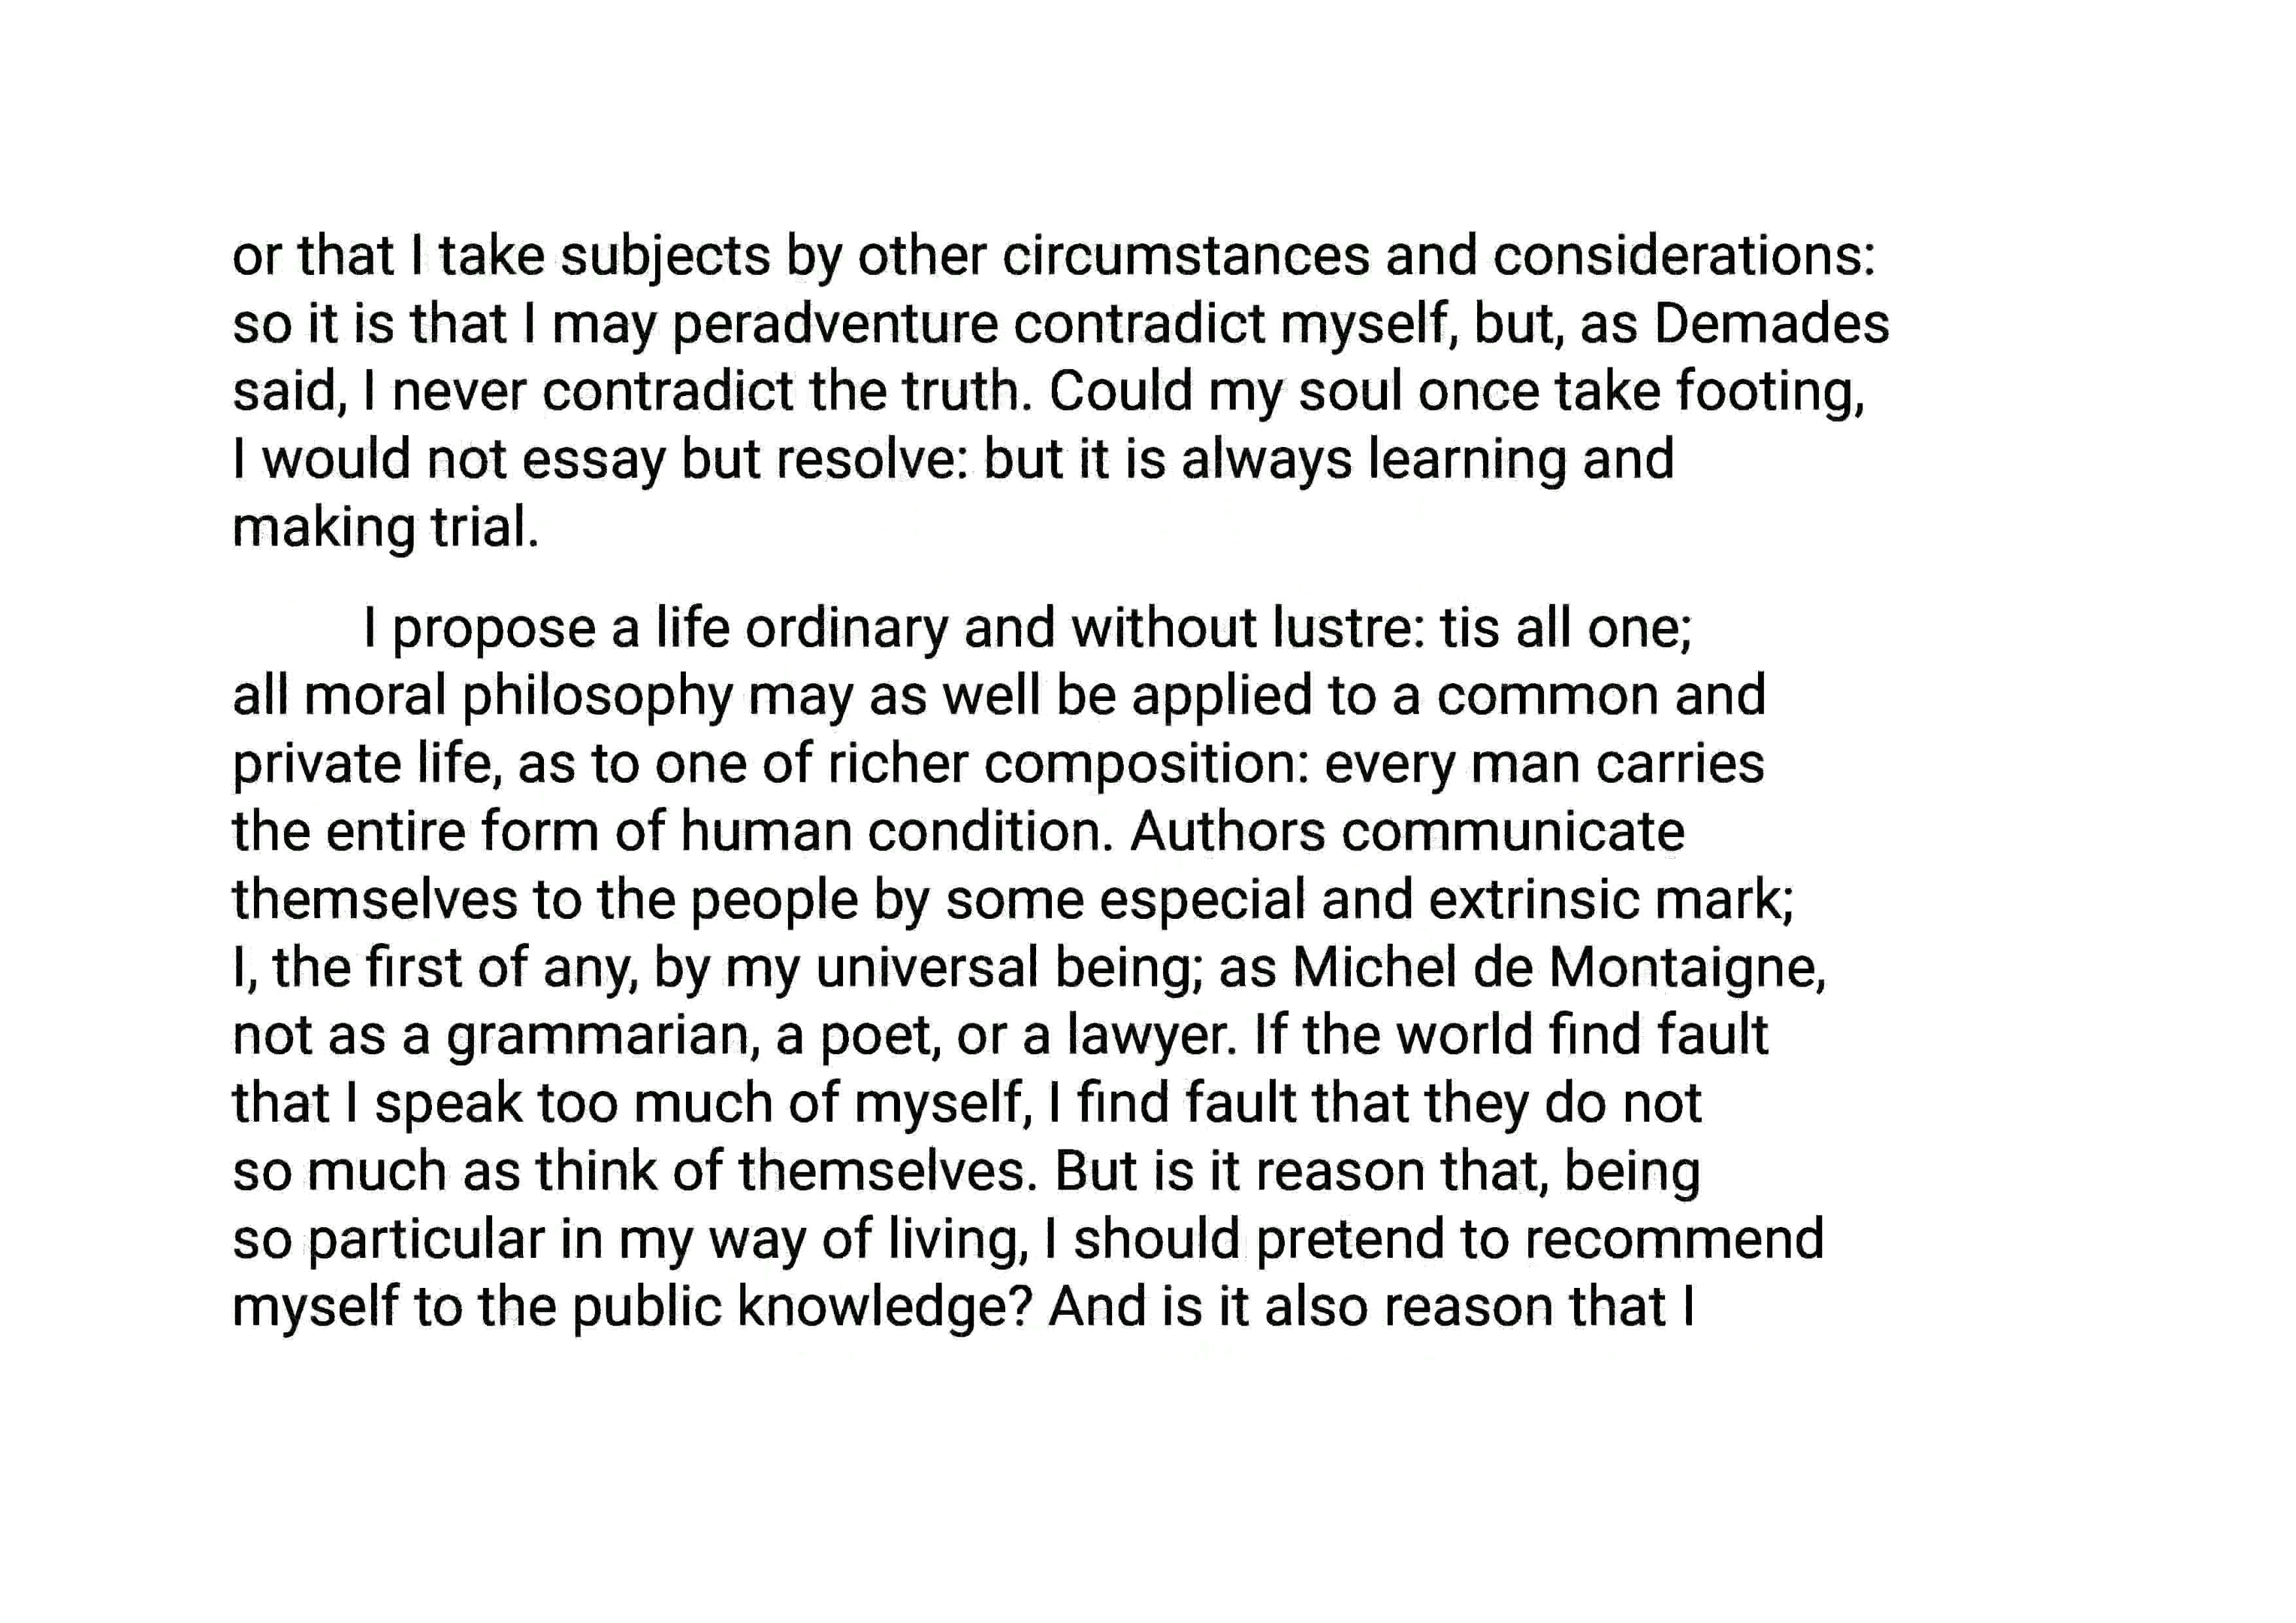 or that I take subjects by other circumstances and considerations:
so it is that I may peradventure contradict myself, but, as Demades
said, I never contradict the truth. Could my soul once take footing,
I would not essay but resolve: but it is always learning and
making trial.
I propose a life ordinary and without lustre: tis all one;
all moral philosophy may as well be applied to a common and
private life, as to one of richer composition: every man carries
the entire form of human condition. Authors communicate
themselves to the people by some especial and extrinsic mark;
I, the first of any, by my universal being; as Michel de Montaigne,
not as a grammarian, a poet, or a lawyer. If the world find fault
that I speak too much of myself, I find fault that they do not
so much as think of themselves. But is it reason that, being
so particular in my way of living, I should pretend to recommend
myself to the public knowledge? And is it also reason that I